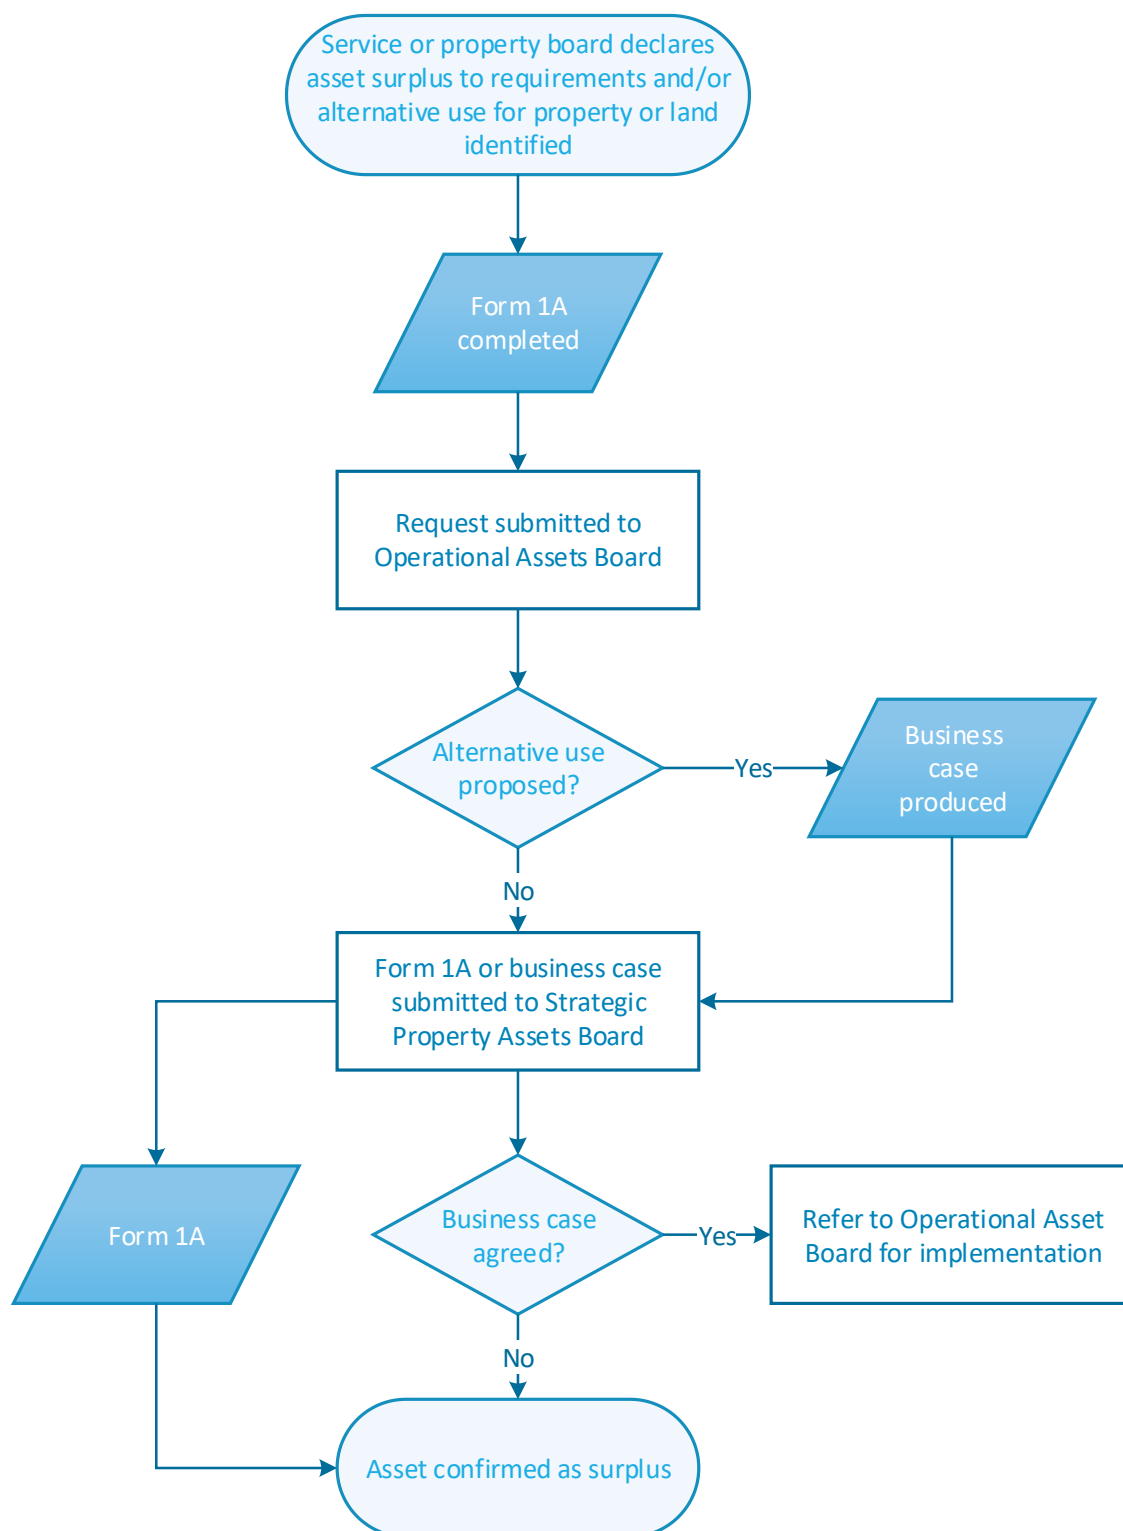 Service or property board declares
asset surplus to requirements and/or
alternative use for property or land
identified
Form 1A
completed
Request submitted to
Operational Assets Board
Alternative use
proposed?
Yes
Business
case
produced
No
Form 1A or business case
submitted to Strategic
Property Assets Board
Form 1A
Business case
agreed?
Yes
Refer to Operational Asset
Board for implementation
No
Asset confirmed as surplus